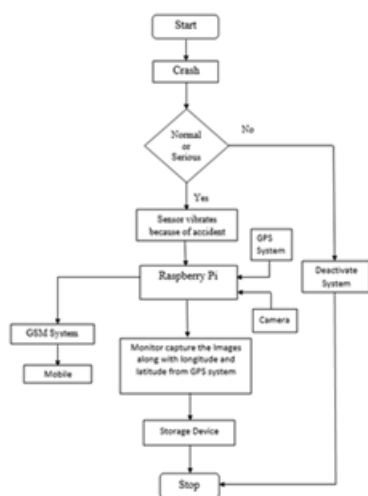 Start
Crash
Normal
or
Serious
No
Yes
Sensor vibrates
because of accident
GPS
System
Raspberry Pi
Deactivate
System
Camera
GSM System
Mobile
Monitor capture the Images
along with longitude and
latitude from GPS system
Storage Device
Stop